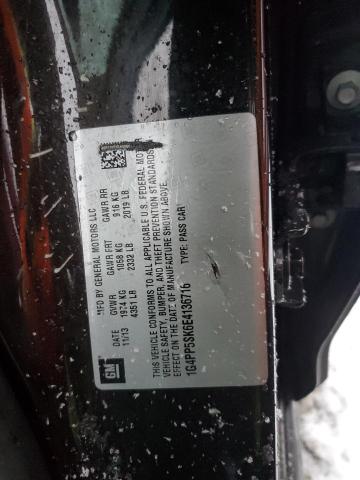 MFD BY GENERAL MOTORS LLC
DATE GVWR GAWR FRT GAWR RR
11/13 1974 KG 1058 KG 916 KG
4351 LB 2332 LB 2019 LB
THIS VEHICLE CONFORMS TO ALL APPLICABLE U.S. FEDERAL MOTOR
VEHICLE SAFETY, BUMPER, AND THEFT PREVENTION STANDARDS IN
EFFECT ON THE DATE OF MANUFACTURE SHOWN ABOVE.
1G4PP5SK6E4136716 TYPE: PASS CAR
GM